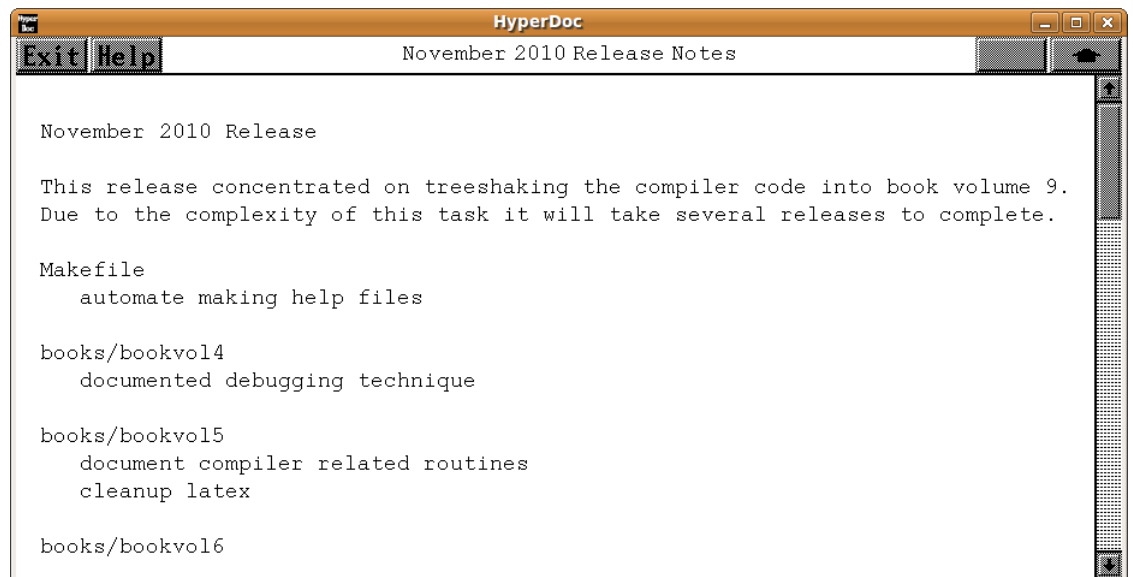 Hyper
Doc
HyperDoc
Exit Help
November 2010 Release Notes
November 2010 Release
This release concentrated on treeshaking the compiler code into book volume 9.
Due to the complexity of this task it will take several releases to complete.
Makefile
automate making help files
books/bookvol4
documented debugging technique
books/bookvol5
document compiler related routines
cleanup latex
books/bookvol6